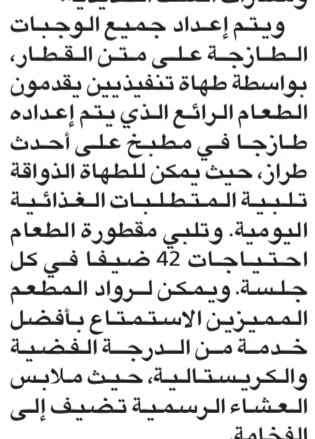 ويتم إعداد جميع الوجبات
الطازجة على متن القطار،
بواسطة طهاة تنفيذيين يقدمون
الطعام الرائع الذي يتم إعداده
طازجا في مطبخ على أحدث
طراز، حيث يمكن للطهاة الذواقة
تلبية المتطلبات الغذائية
اليومية. وتلبي مقطورة الطعام
احتياجات 42 ضيفا في كل
جلسة. ويمكن لرواد المطعم
المميزين الاستمتاع بأفضل
خدمة من الدرجة الفضية
والكريستالية، حيث ملابس
العشاء الرسمية تضيف إلى
الفخامة.